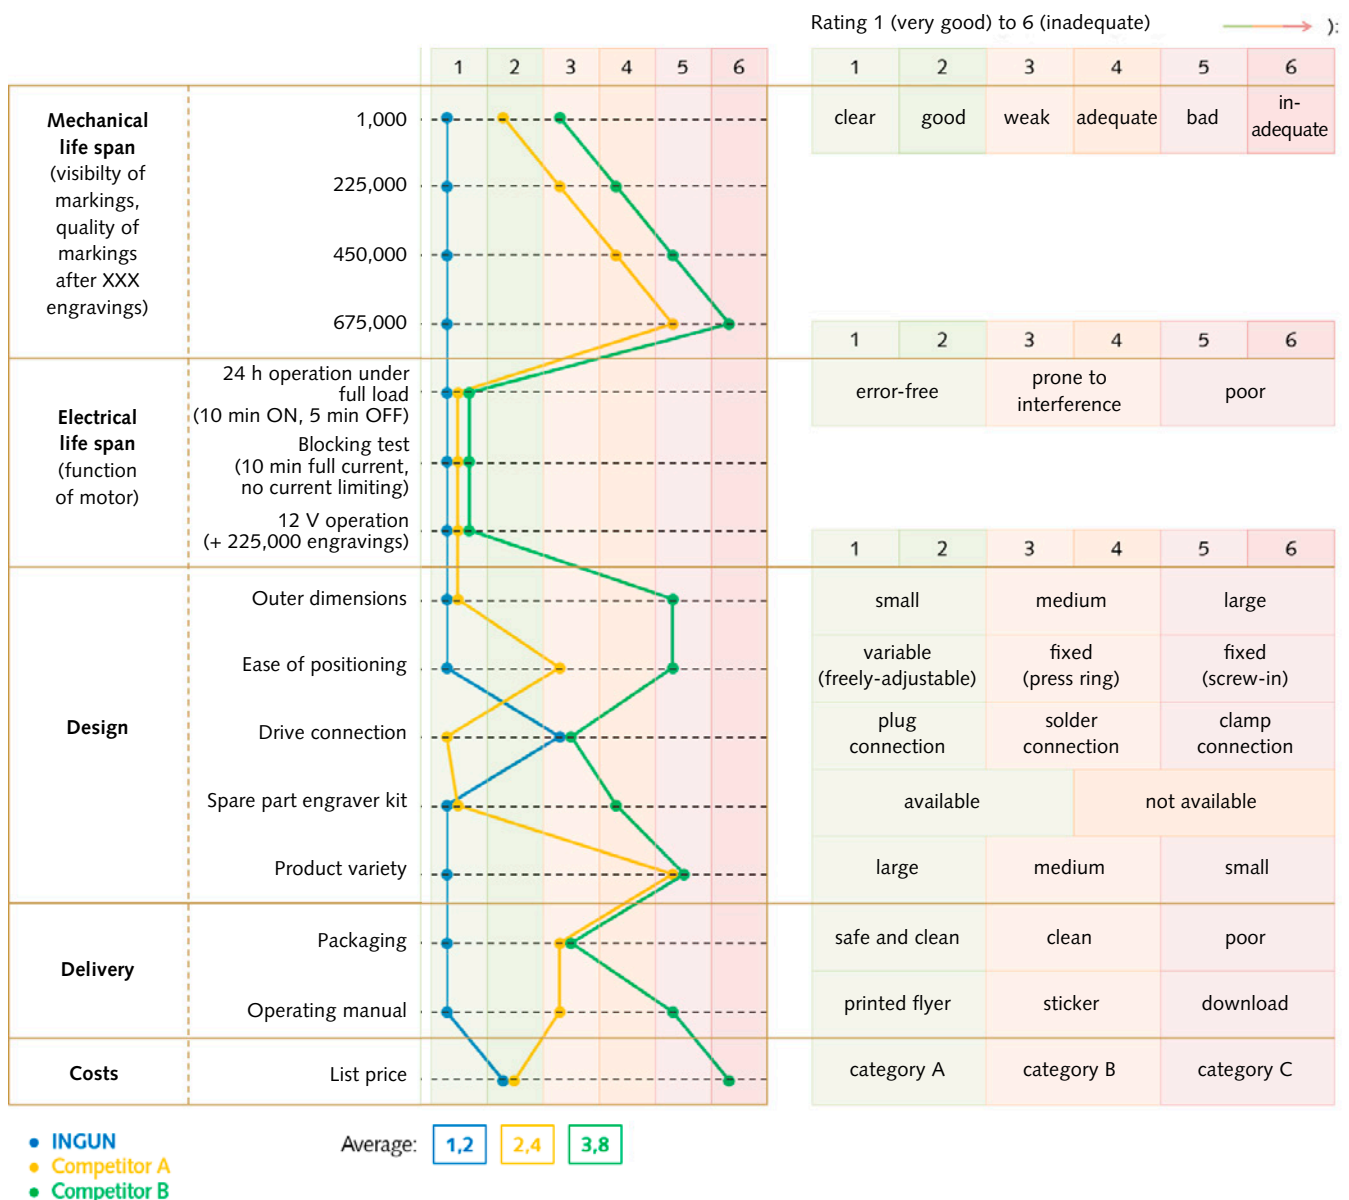 Rating 1 (very good) to 6 (inadequate) ):
1 2 3 4 5 6
1 2 3 4 5 6
Mechanical
life span
(visibilty of
markings,
quality of
markings
after XXX
engravings)
1,000
225,000
450,000
675,000
clear good weak adequate bad in-
adequate
1 2 3 4 5 6
Electrical
life span
(function
of motor)
24 h operation under
full load
(10 min ON, 5 min OFF)
Blocking test
(10 min full current,
no current limiting)
12 V operation
(+ 225,000 engravings)
error-free
prone to
interference
poor
1 2 3 4 5 6
Design
Outer dimensions
small medium large
Ease of positioning
variable
(freely-adjustable)
fixed
(press ring)
fixed
(screw-in)
Drive connection
plug
connection
solder
connection
clamp
connection
Spare part engraver kit
available not available
Product variety
large medium small
Delivery
Packaging
safe and clean clean poor
Operating manual
printed flyer sticker download
Costs
List price
category A category B category C
INGUN
Competitor A
Competitor B
Average: 1,2 2,4 3,8